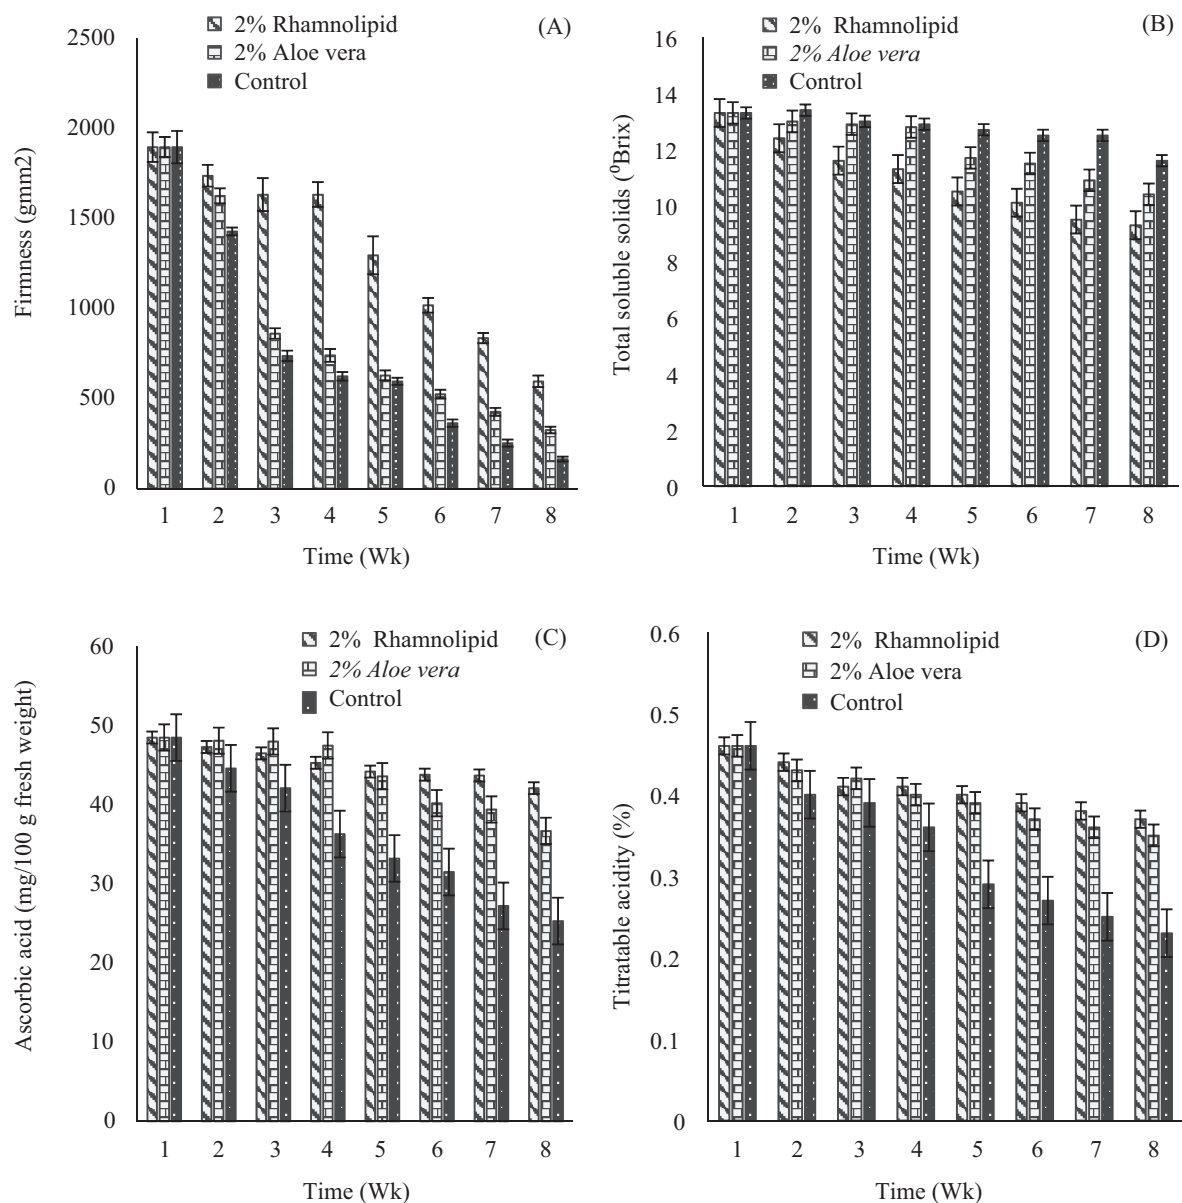 2% Rhamnolipid
2% Aloe vera
Control
(A)
2500
2000
1500
1000
500
0
Firmness (gmm2)
1 2 3 4 5 6 7 8
Time (Wk)
2% Rhamnolipid
2% Aloe vera
Control
(B)
16
14
12
10
8
6
4
2
0
Total soluble solids (⁰Brix)
1 2 3 4 5 6 7 8
Time (Wk)
2% Rhamnolipid
2% Aloe vera
Control
(C)
60
50
40
30
20
10
0
Ascorbic acid (mg/100 g fresh weight)
1 2 3 4 5 6 7 8
Time (Wk)
2% Rhamnolipid
2% Aloe vera
Control
(D)
0.6
0.5
0.4
0.3
0.2
0.1
0
Titratable acidity (%)
1 2 3 4 5 6 7 8
Time (Wk)